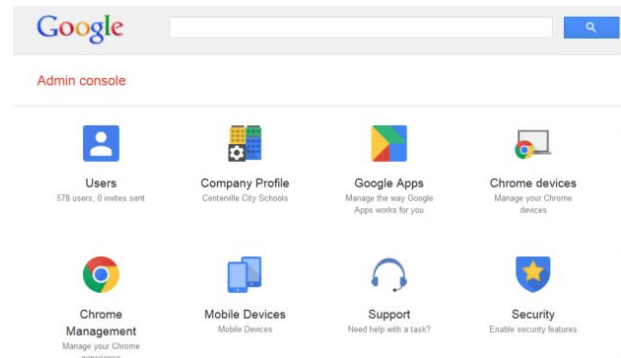 Google
Admin console
Users
578 users, 0 invites sent
Company Profile
Centerville City Schools
Google Apps
Manage the way Google
Apps works for you
Chrome devices
Manage your Chrome
devices
Chrome
Management
Manage your Chrome
experience
Mobile Devices
Mobile Devices
Support
Need help with a task?
Security
Enable security features